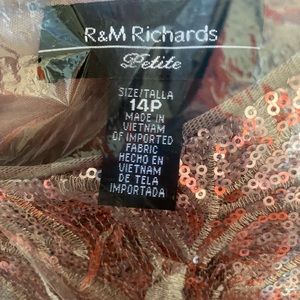 R&M Richards
Petite
SIZE/TALLA
14P
MADE IN
VIETNAM
OF IMPORTED
FABRIC
HECHO EN
VIETNAM
DE TELA
IMPORTADA